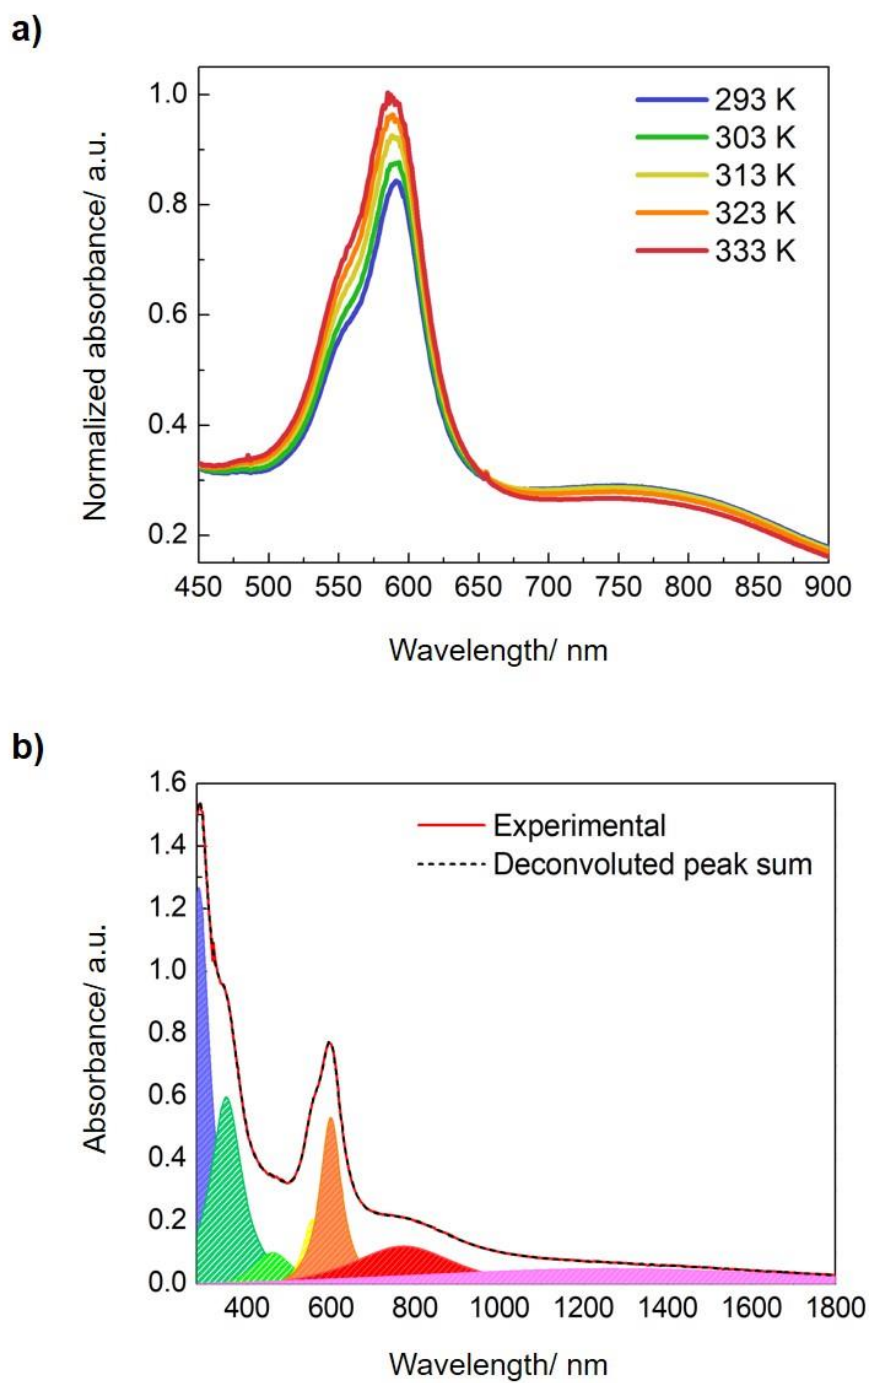 a)
Normalized absorbance/ a.u.
1.0
0.8
0.6
0.4
0.2
293 K
303 K
313 K
323 K
333 K
450 500 550 600 650 700 750 800 850 900
Wavelength/ nm
b)
Absorbance/ a.u.
1.6
1.4
1.2
1.0
0.8
0.6
0.4
0.2
0.0
Experimental
Deconvoluted peak sum
400 600 800 1000 1200 1400 1600 1800
Wavelength/ nm